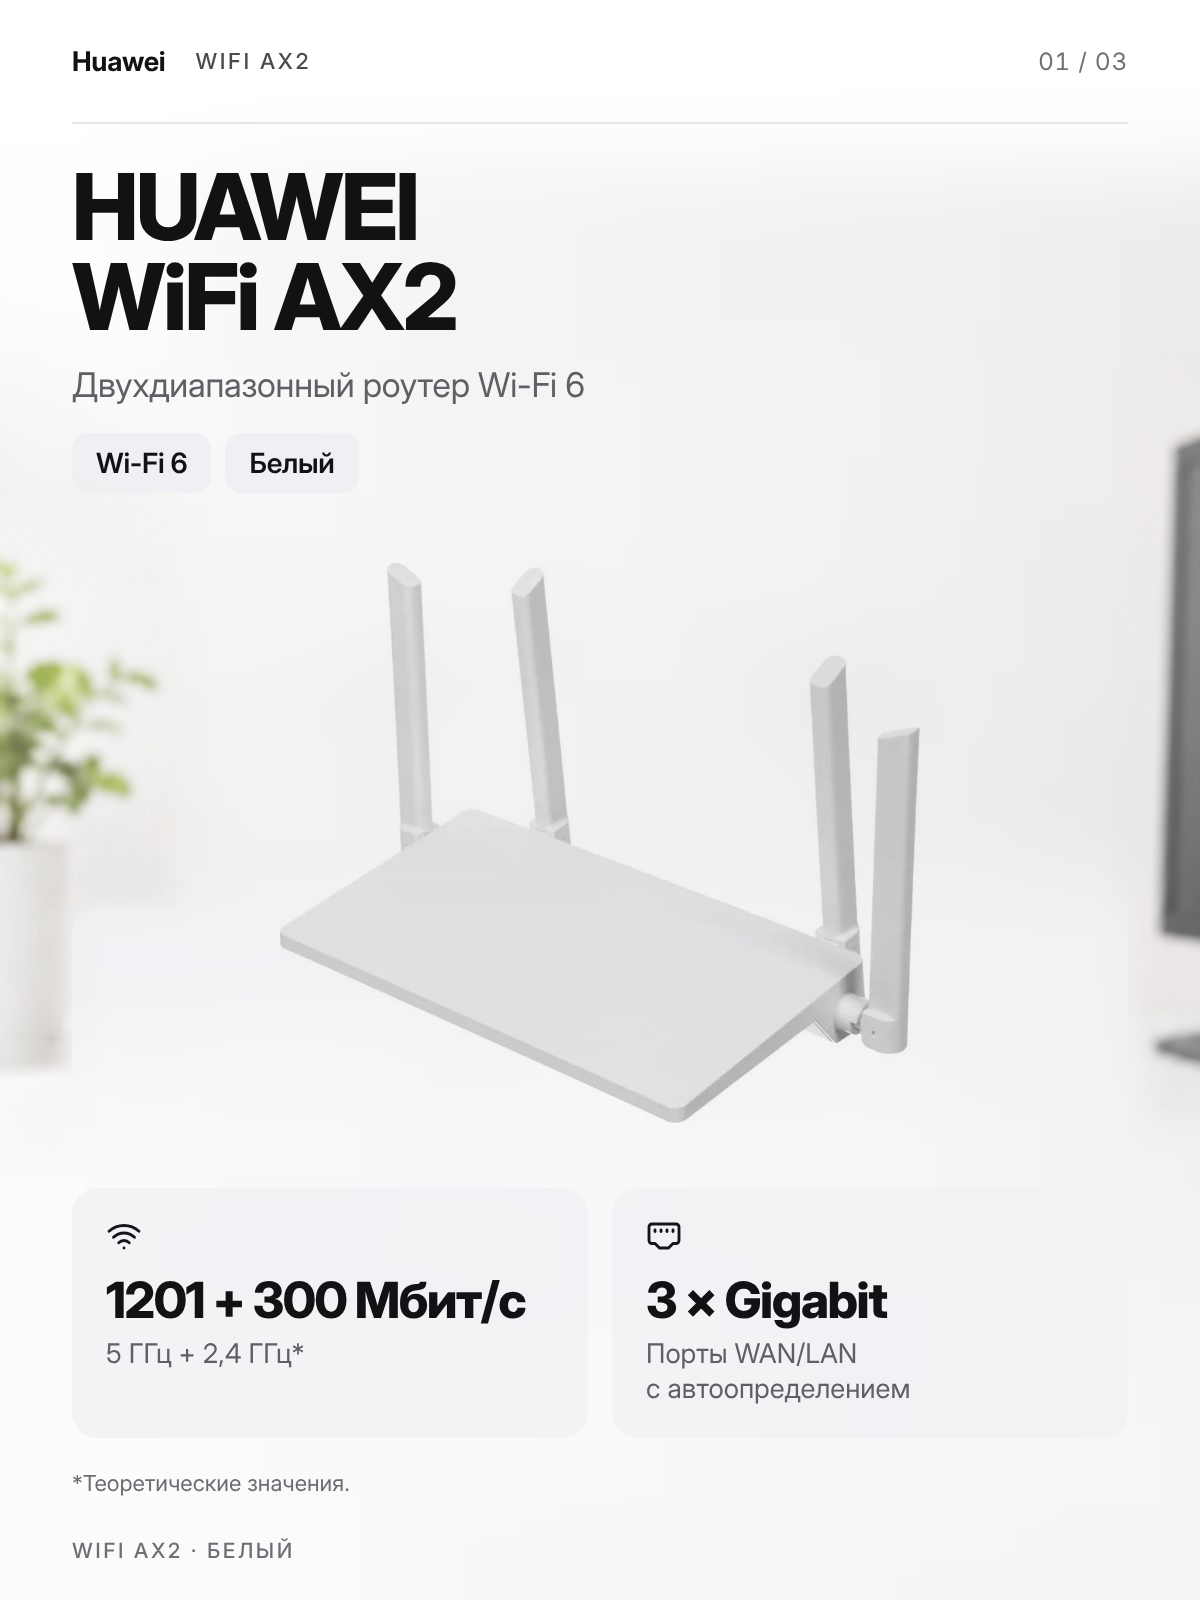 Huawei WIFI AX2 01 / 03
HUAWEI
WiFi AX2
Двухдиапазонный роутер Wi-Fi 6
Wi-Fi 6 Белый
1201 + 300 Мбит/с
5 ГГц + 2,4 ГГц*
3 × Gigabit
Порты WAN/LAN
с автоопределением
*Теоретические значения.
WIFI AX2 · БЕЛЫЙ